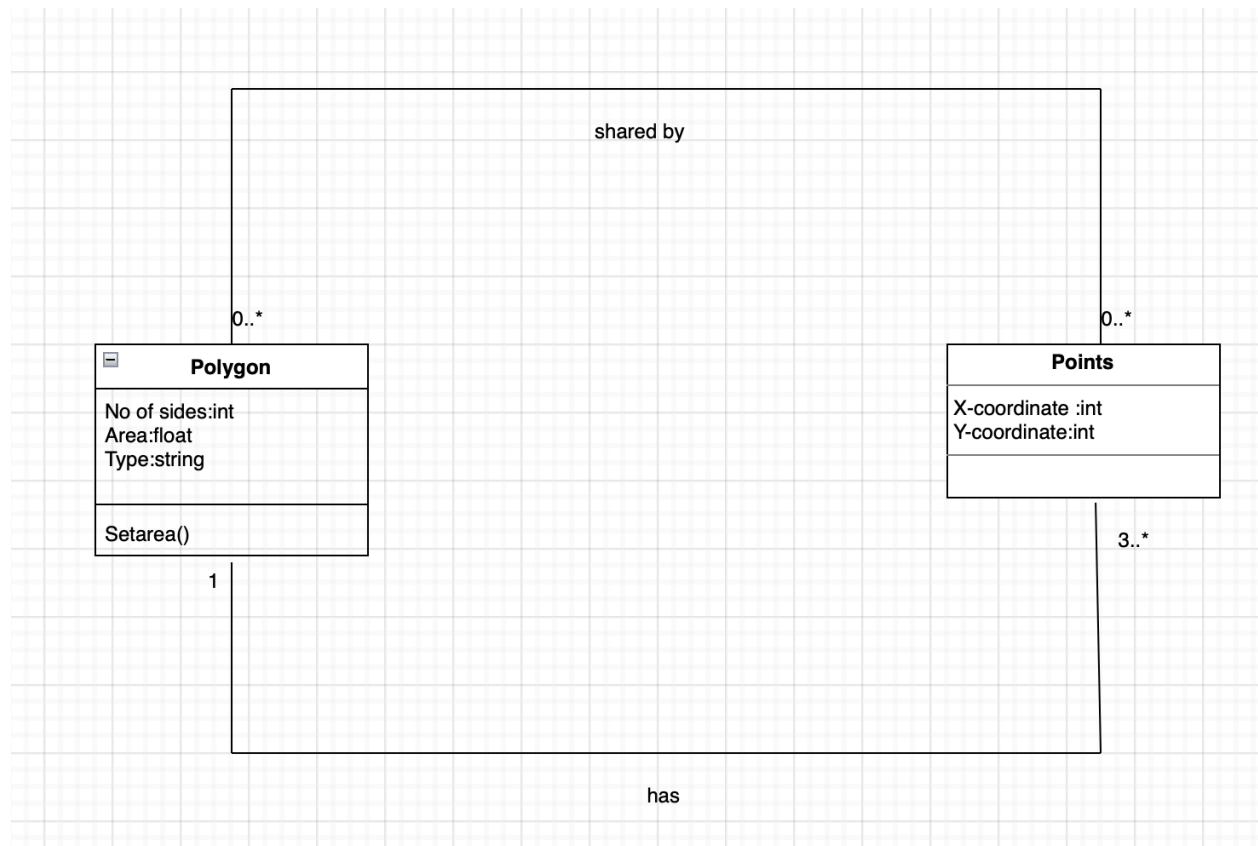 shared by
0..*
0..*
Polygon
No of sides:int
Area:float
Type:string
Setarea()
Points
X-coordinate :int
Y-coordinate:int
1
3..*
has